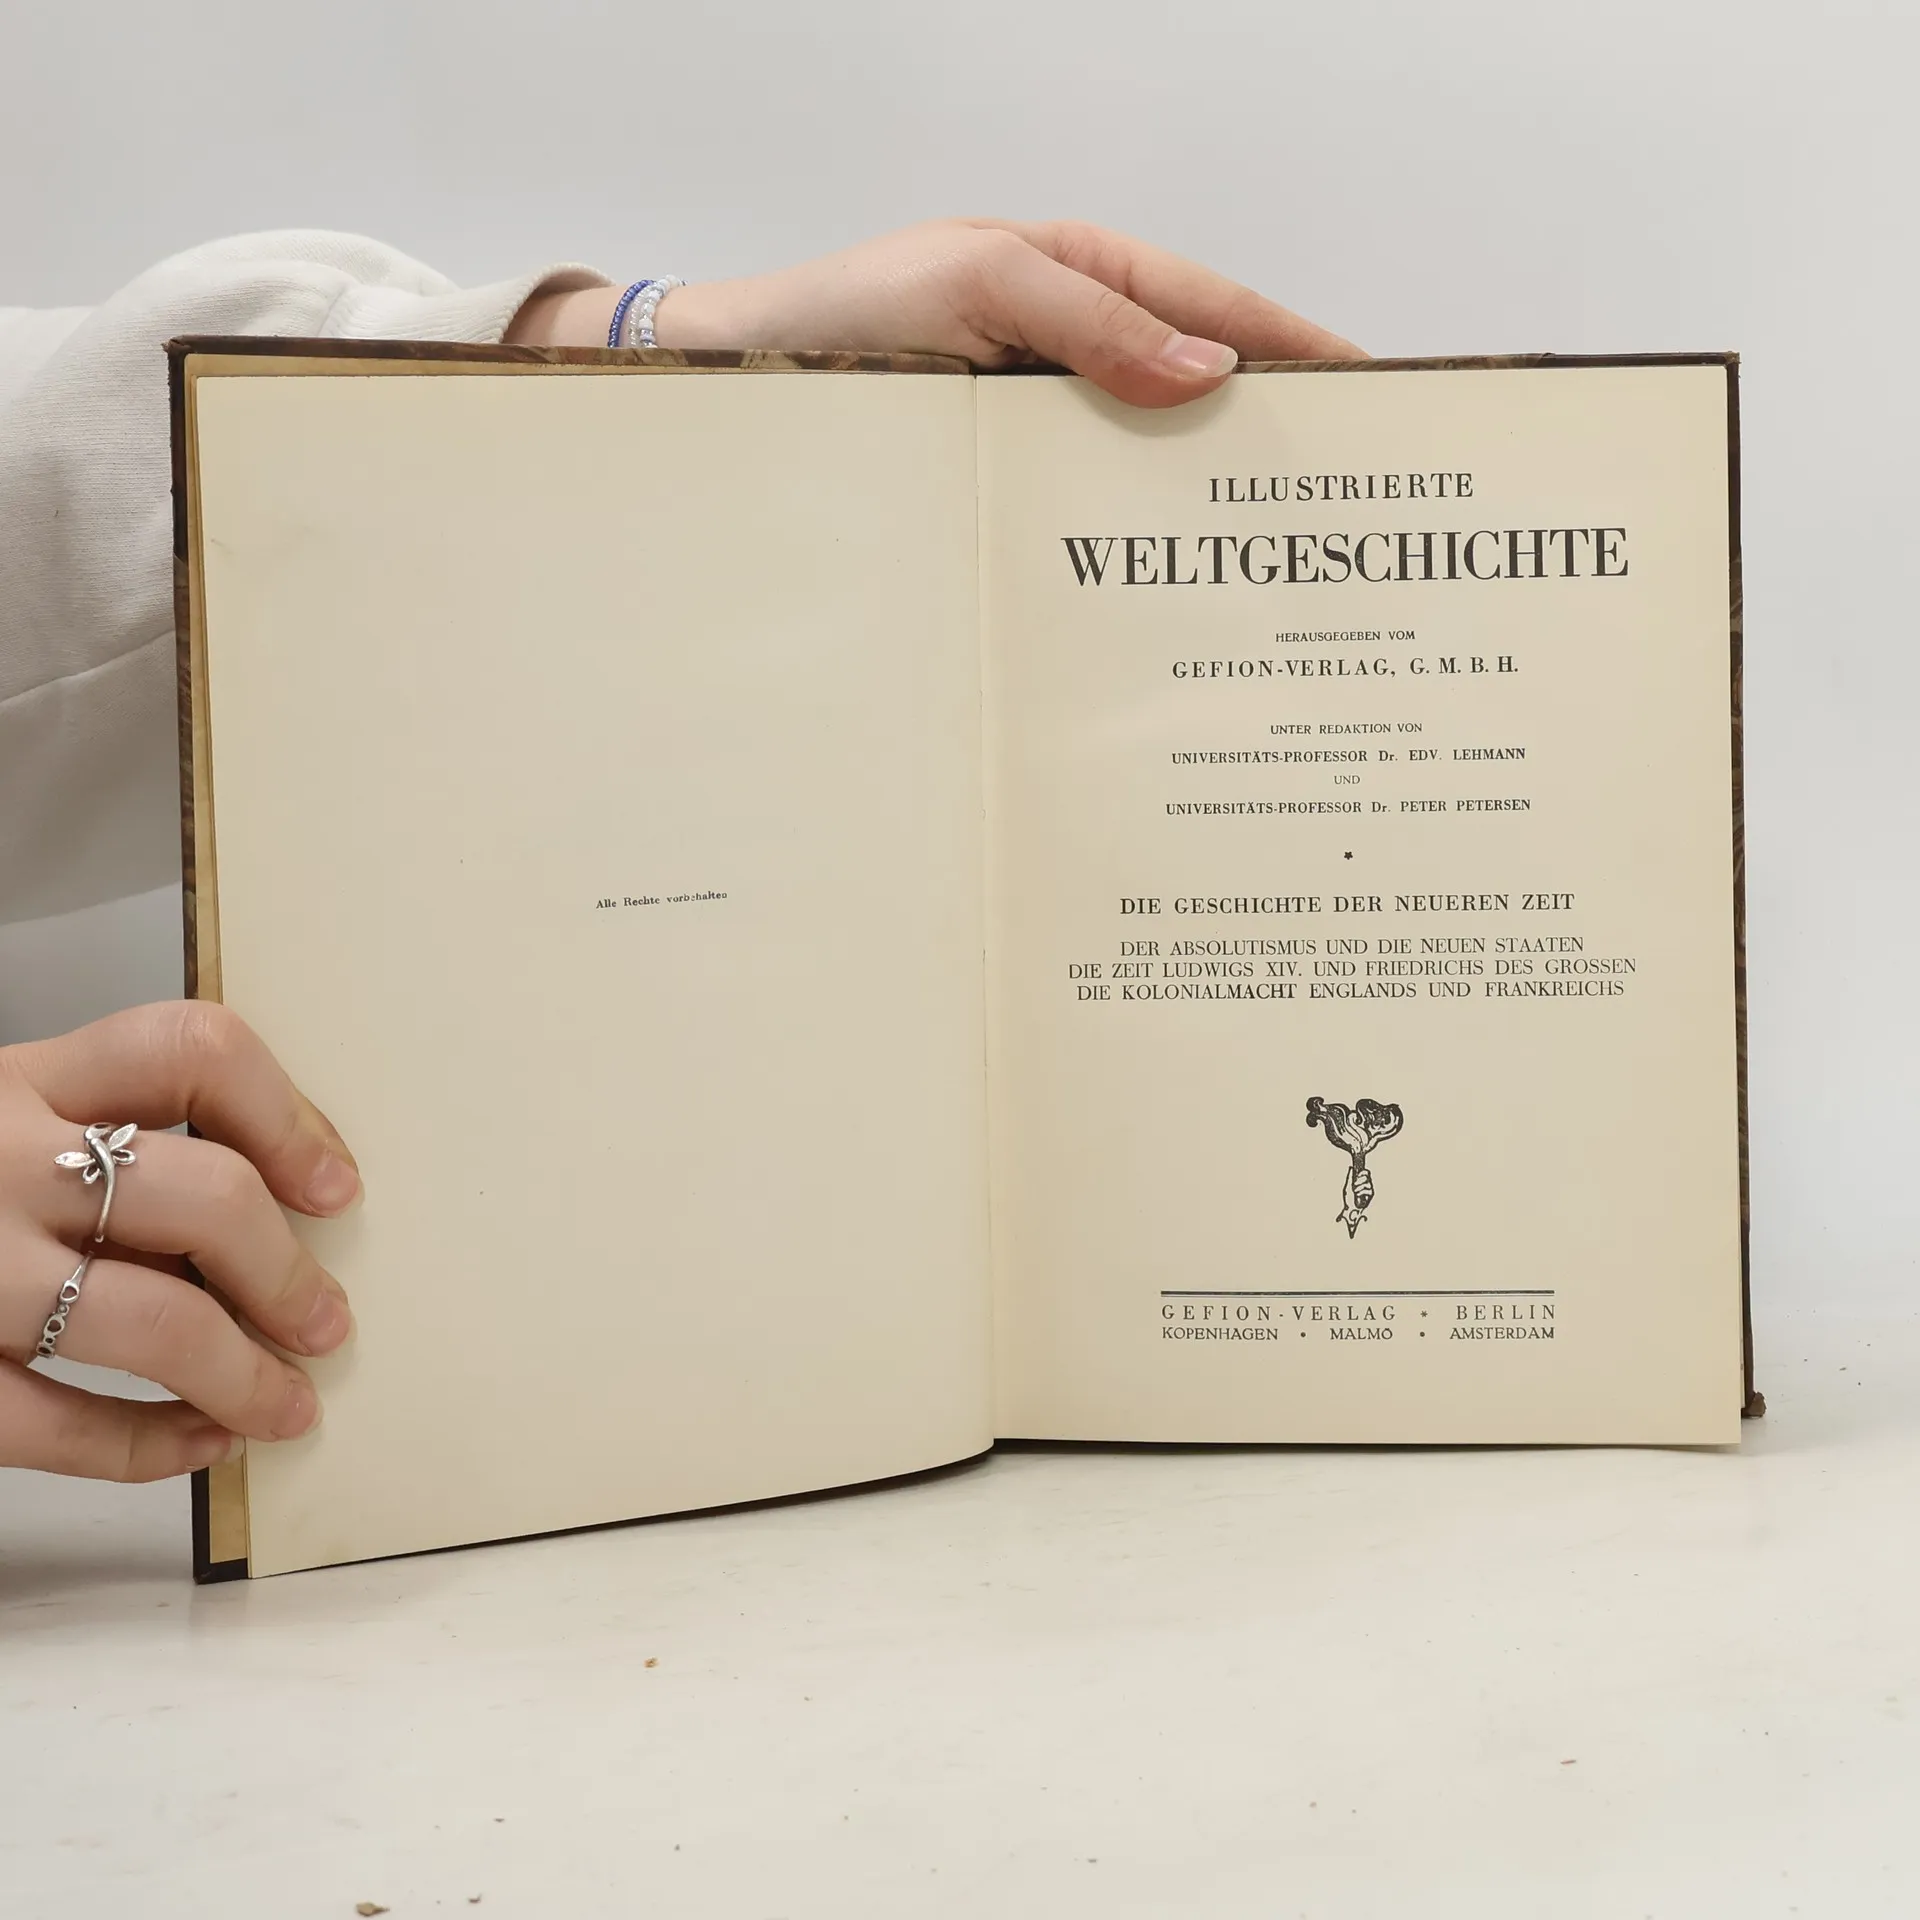 Alle Rechte vorbehalten
ILLUSTRIERTE
WELTGESCHICHTE
HERAUSGEGEBEN VOM
GEFION-VERLAG, G. M. B. H.
UNTER REDAKTION VON
UNIVERSITÄTS-PROFESSOR Dr. EDV. LEHMANN
UND
UNIVERSITÄTS-PROFESSOR Dr. PETER PETERSEN
*
DIE GESCHICHTE DER NEUEREN ZEIT
DER ABSOLUTISMUS UND DIE NEUEN STAATEN
DIE ZEIT LUDWIGS XIV. UND FRIEDRICHS DES GROSSEN
DIE KOLONIALMACHT ENGLANDS UND FRANKREICHS
GEFION-VERLAG * BERLIN
KOPENHAGEN • MALMÖ • AMSTERDAM